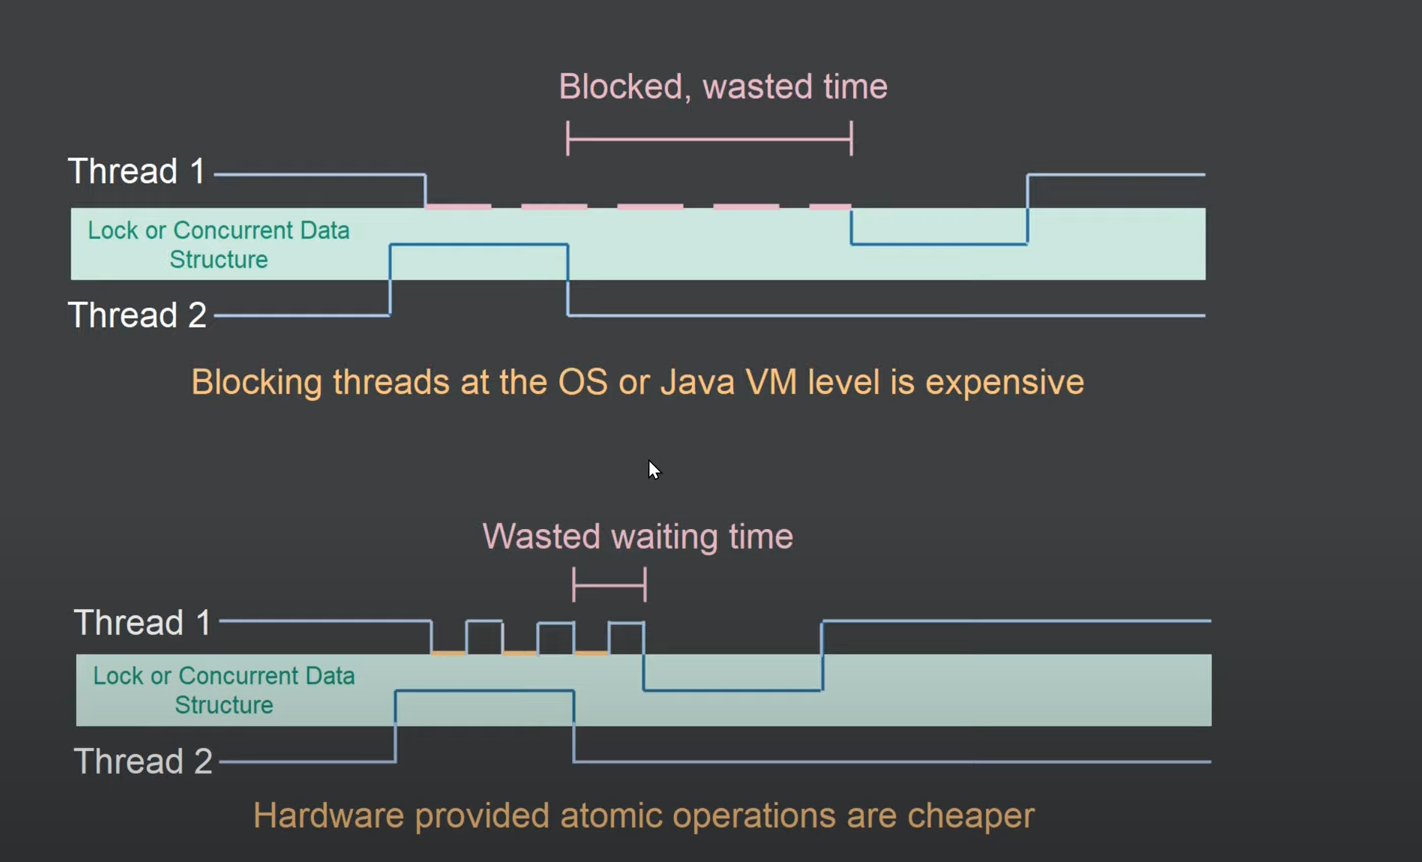 Blocked, wasted time
Thread 1
Lock or Concurrent Data
Structure
Thread 2
Blocking threads at the OS or Java VM level is expensive
Wasted waiting time
Thread 1
Lock or Concurrent Data
Structure
Thread 2
Hardware provided atomic operations are cheaper